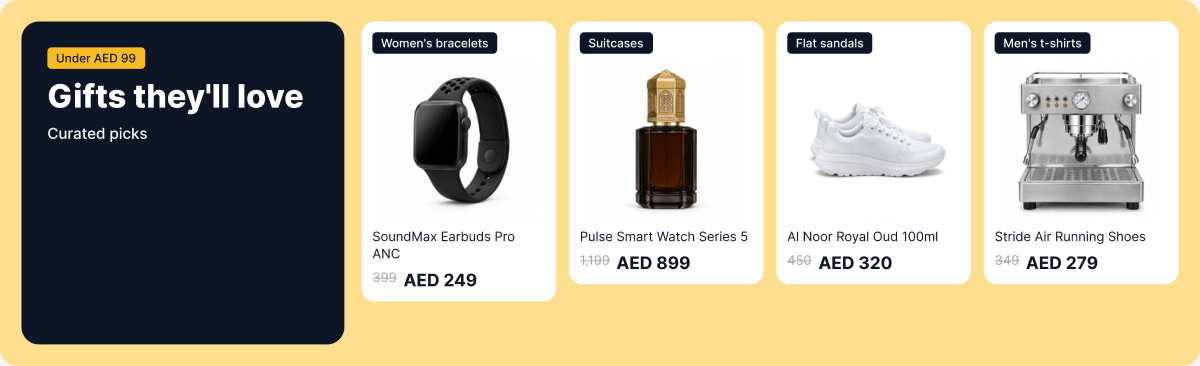 Under AED 99
Gifts they'll love
Curated picks
Women's bracelets
SoundMax Earbuds Pro
ANC
399 AED 249
Suitcases
Pulse Smart Watch Series 5
1,199 AED 899
Flat sandals
Al Noor Royal Oud 100ml
450 AED 320
Men's t-shirts
Stride Air Running Shoes
349 AED 279